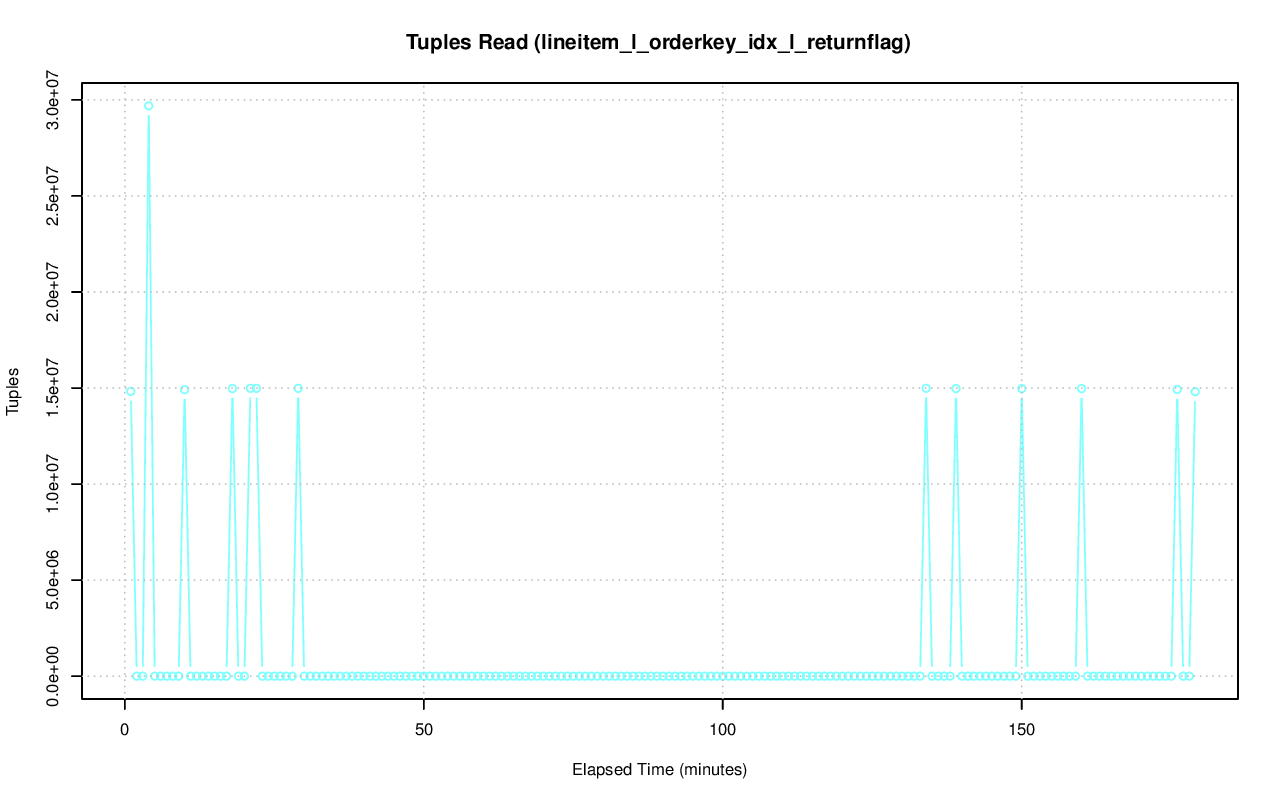 Tuples Read (lineitem_l_orderkey_idx_l_returnflag)
3.0e+07
2.5e+07
2.0e+07
1.5e+07
1.0e+07
5.0e+06
0.0e+00
Tuples
0 50 100 150
Elapsed Time (minutes)